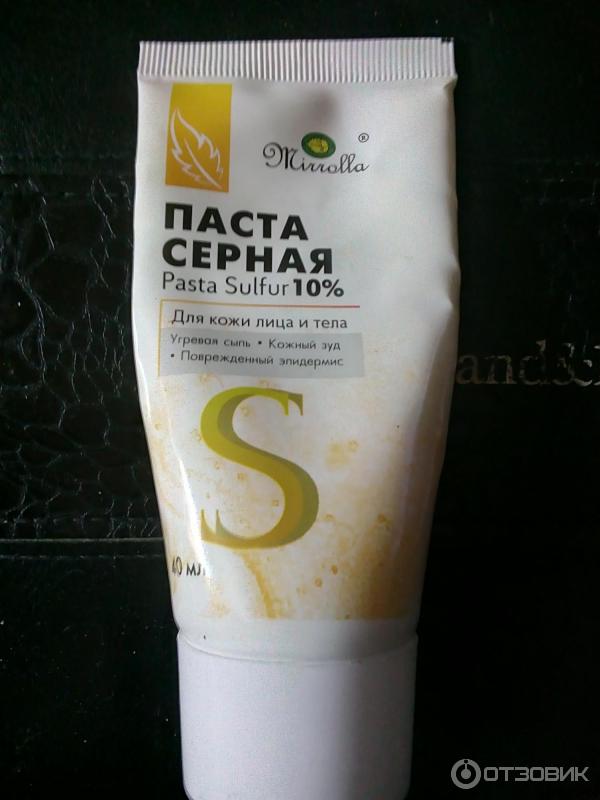 Mirrolla ®
ПАСТА
СЕРНАЯ
Pasta Sulfur 10%
Для кожи лица и тела
Угревая сыпь • Кожный зуд
• Поврежденный эпидермис
S
40 мл
ОТЗОВИК